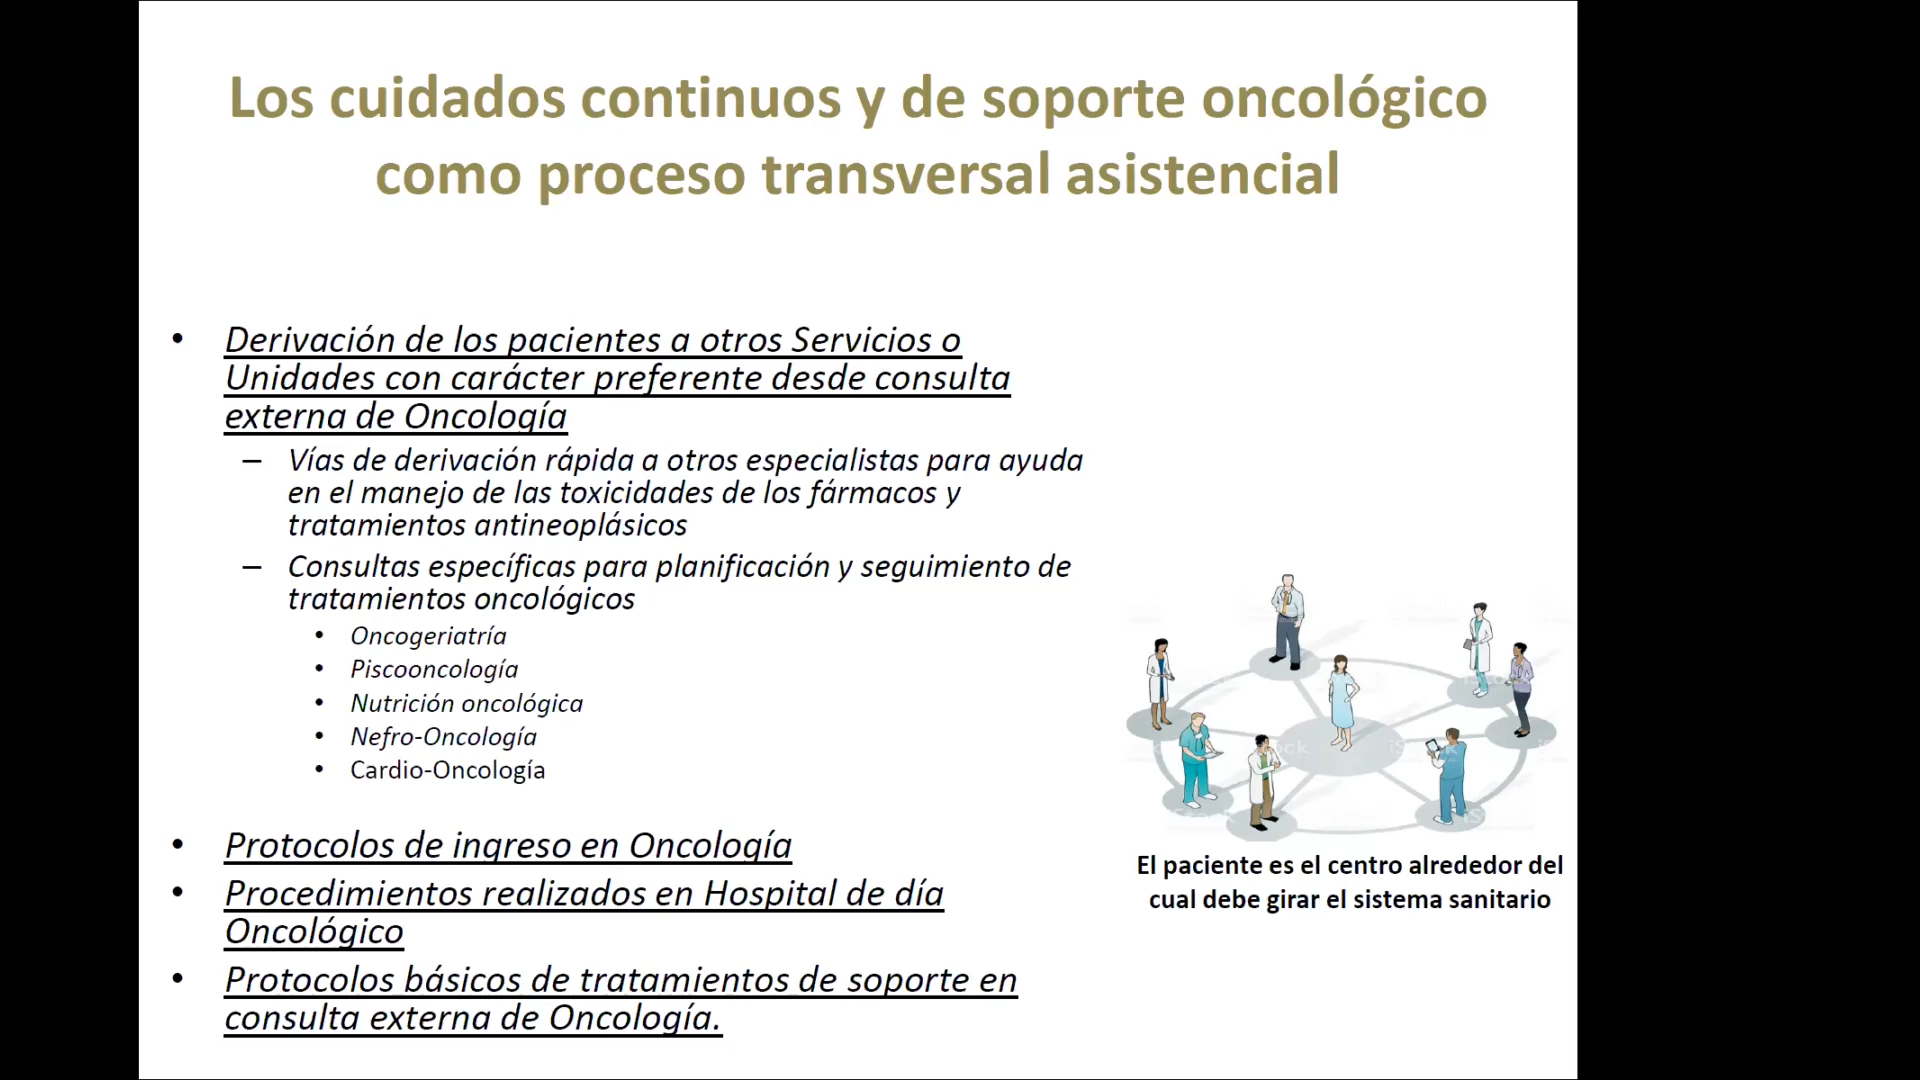 Los cuidados continuos y de soporte oncológico
como proceso transversal asistencial
• Derivación de los pacientes a otros Servicios o
Unidades con carácter preferente desde consulta
externa de Oncología
– Vías de derivación rápida a otros especialistas para ayuda
en el manejo de las toxicidades de los fármacos y
tratamientos antineoplásicos
– Consultas específicas para planificación y seguimiento de
tratamientos oncológicos
• Oncogeriatría
• Piscooncología
• Nutrición oncológica
• Nefro-Oncología
• Cardio-Oncología
• Protocolos de ingreso en Oncología
• Procedimientos realizados en Hospital de día
Oncológico
• Protocolos básicos de tratamientos de soporte en
consulta externa de Oncología.
El paciente es el centro alrededor del
cual debe girar el sistema sanitario